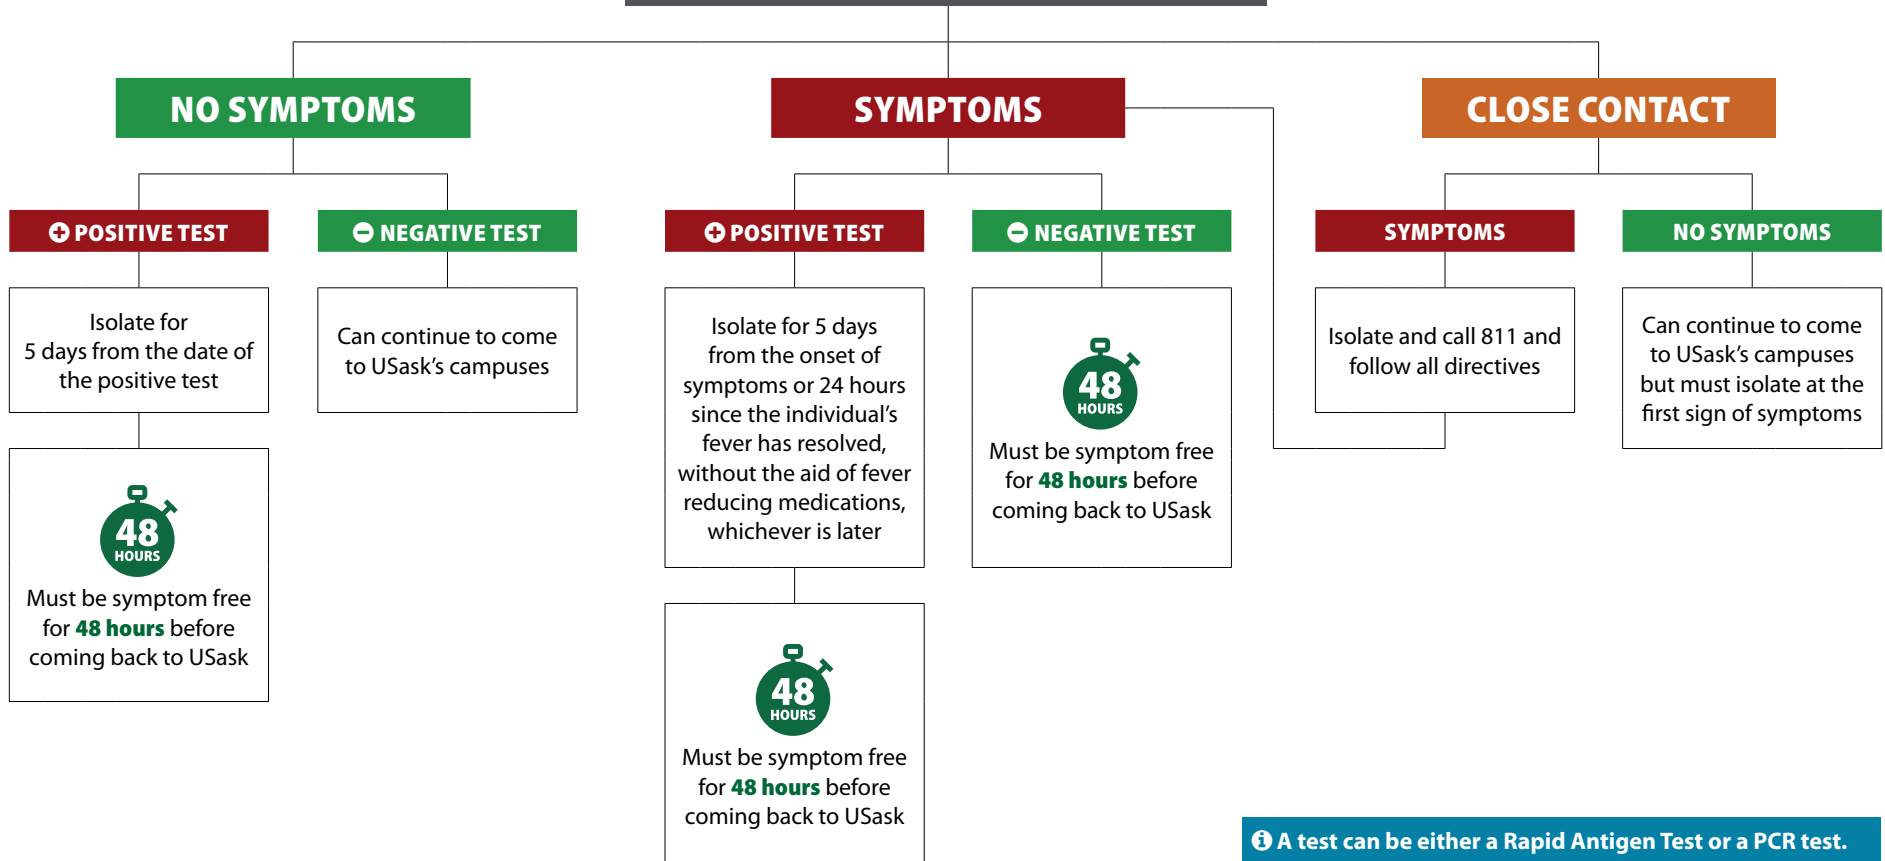 NO SYMPTOMS
POSITIVE TEST
Isolate for
5 days from the date of
the positive test
48
HOURS
Must be symptom free
for 48 hours before
coming back to USask
NEGATIVE TEST
Can continue to come
to USask’s campuses
SYMPTOMS
POSITIVE TEST
Isolate for 5 days
from the onset of
symptoms or 24 hours
since the individual’s
fever has resolved,
without the aid of fever
reducing medications,
whichever is later
48
HOURS
Must be symptom free
for 48 hours before
coming back to USask
NEGATIVE TEST
48
HOURS
Must be symptom free
for 48 hours before
coming back to USask
CLOSE CONTACT
SYMPTOMS
Isolate and call 811 and
follow all directives
NO SYMPTOMS
Can continue to come
to USask’s campuses
but must isolate at the
first sign of symptoms
A test can be either a Rapid Antigen Test or a PCR test.